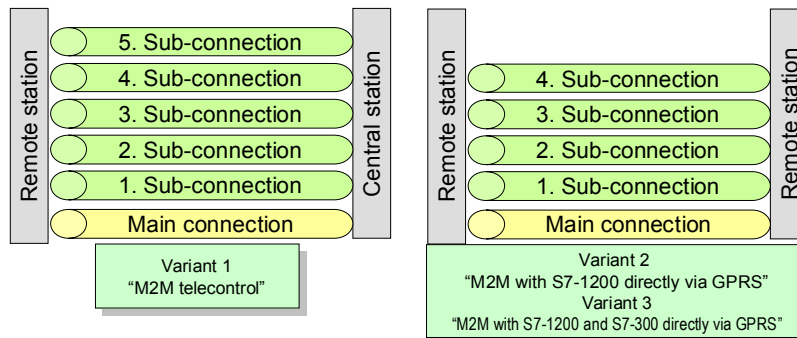 Remote station
5. Sub-connection
4. Sub-connection
3. Sub-connection
2. Sub-connection
1. Sub-connection
Main connection
Central station
Variant 1
“M2M telecontrol”
Remote station
4. Sub-connection
3. Sub-connection
2. Sub-connection
1. Sub-connection
Main connection
Remote station
Variant 2
“M2M with S7-1200 directly via GPRS”
Variant 3
“M2M with S7-1200 and S7-300 directly via GPRS”